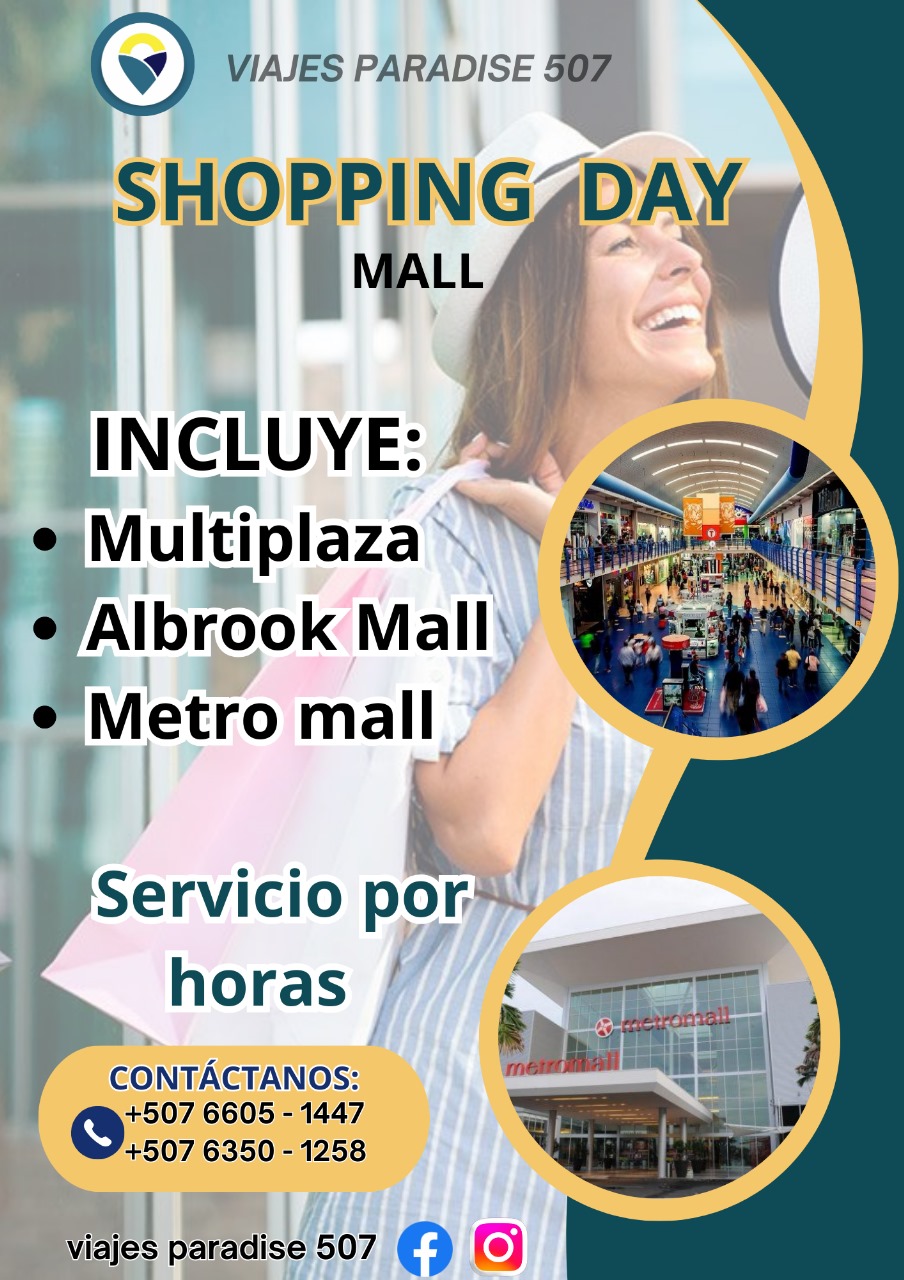 VIAJES PARADISE 507
SHOPPING DAY
MALL
INCLUYE:
• Multiplaza
• Albrook Mall
• Metro mall
Servicio por
horas
metromall
metromall
CONTÁCTANOS:
+507 6605 - 1447
+507 6350 - 1258
viajes paradise 507